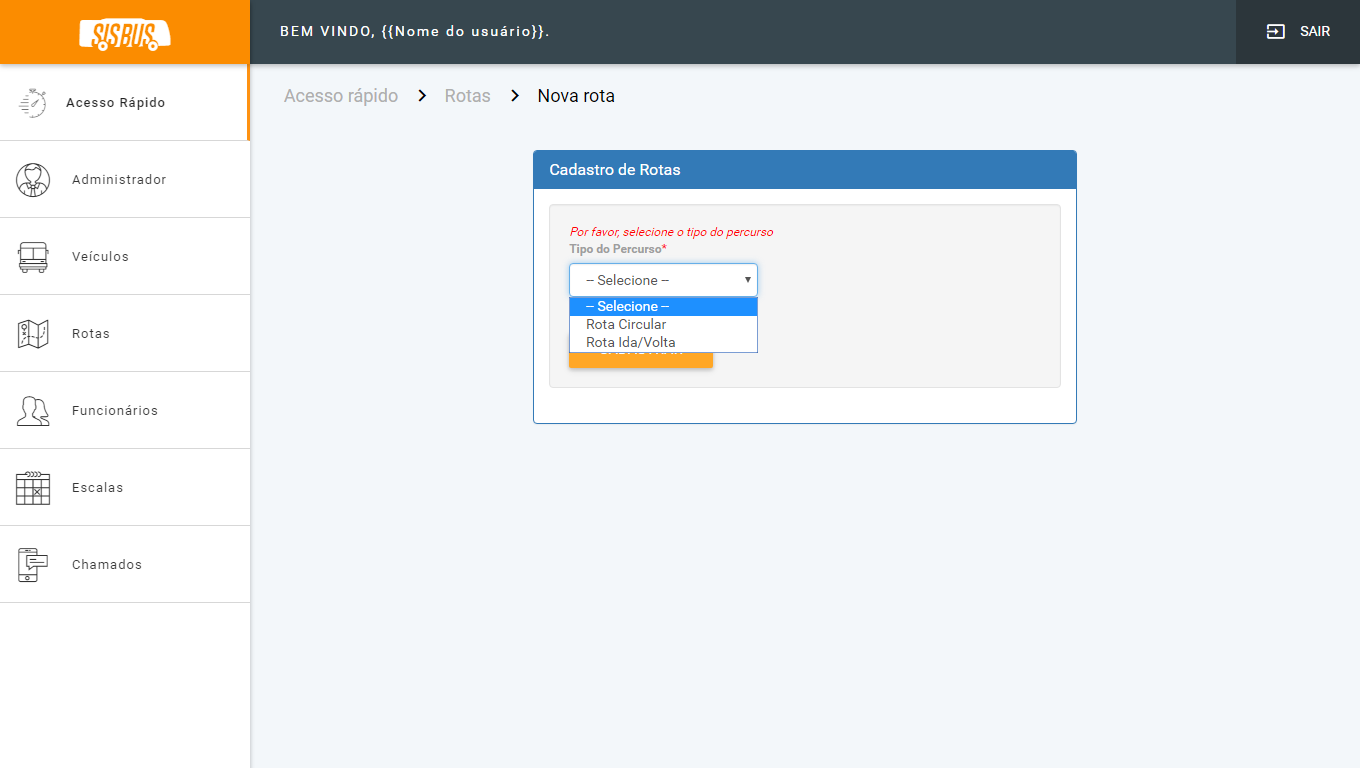 SISBUS
BEM VINDO, {{Nome do usuário}}.
SAIR
Acesso Rápido
Administrador
Veículos
Rotas
Funcionários
Escalas
Chamados
Acesso rápido > Rotas > Nova rota
Cadastro de Rotas
Por favor, selecione o tipo do percurso
Tipo do Percurso*
-- Selecione --
-- Selecione --
Rota Circular
Rota Ida/Volta